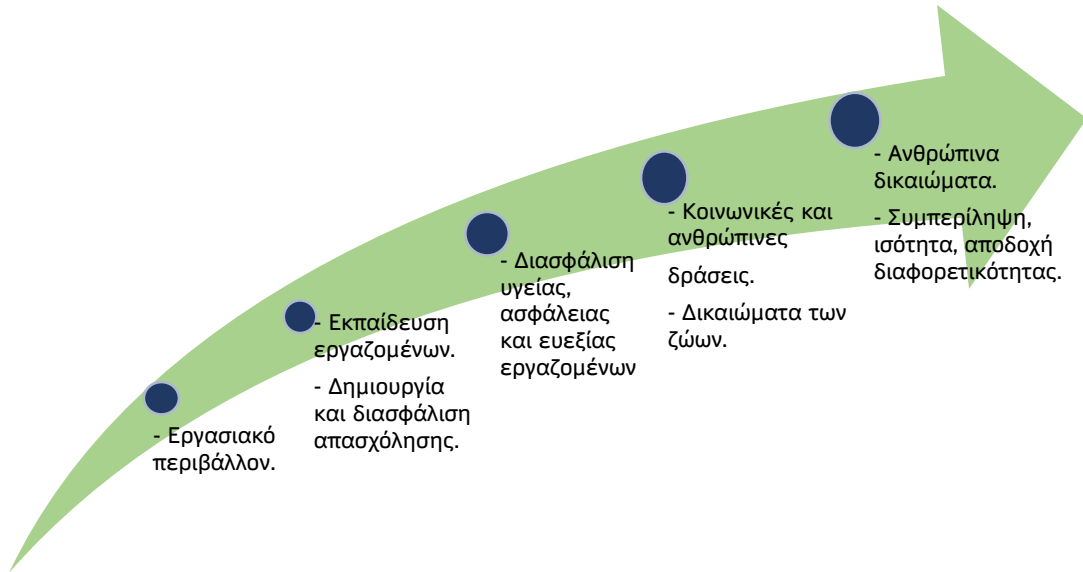 - Εργασιακό
περιβάλλον.
- Εκπαίδευση
εργαζομένων.
- Δημιουργία
και διασφάλιση
απασχόλησης.
- Διασφάλιση
υγείας,
ασφάλειας
και ευεξίας
εργαζομένων
- Κοινωνικές και
ανθρώπινες
δράσεις.
- Δικαιώματα των
ζώων.
- Ανθρώπινα
δικαιώματα.
- Συμπερίληψη,
ισότητα, αποδοχή
διαφορετικότητας.